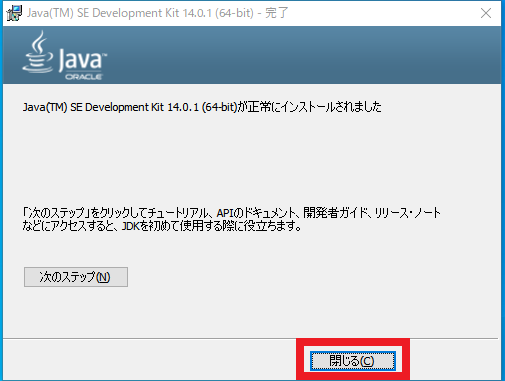 Java(TM) SE Development Kit 14.0.1 (64-bit) - 完了
Java™
ORACLE
Java(TM) SE Development Kit 14.0.1 (64-bit)が正常にインストールされました
「次のステップ」をクリックしてチュートリアル、APIのドキュメント、開発者ガイド、リリース・ノート
などにアクセスすると、JDKを初めて使用する際に役立ちます。
次のステップ(N)
閉じる(C)